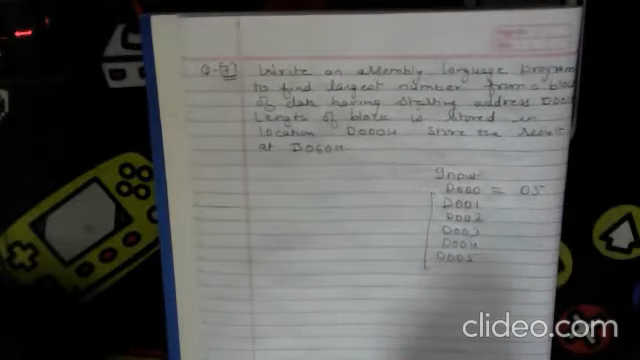 Q-[7] Write an assembly language program
to find largest number from a block
of data having starting address D001
Length of block is stored in
location D000H Store the result
at D060H
Input
D000 = 05
D001
D002
D003
D004
D005
clideo.com